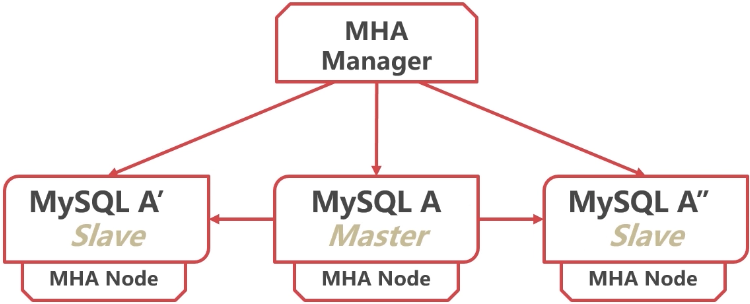 MHA
Manager
MySQL A’
Slave
MHA Node
MySQL A
Master
MHA Node
MySQL A”
Slave
MHA Node